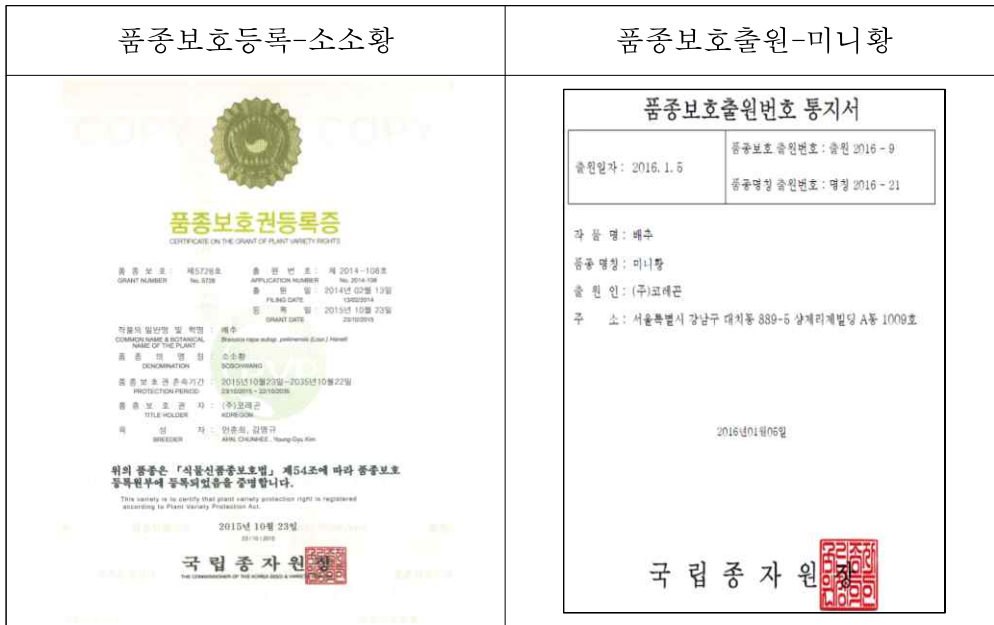 품종보호등록-소소황
품종보호출원-미니황
품종보호권등록증
CERTIFICATE ON THE GRANT OF PLANT VARIETY RIGHTS
품 종 보 호 : 제5726호
GRANT NUMBER No. 5726
출 원 번 호 : 제 2014-108호
APPLICATION NUMBER No. 2014-108
출 원 일 : 2014년 02월 13일
FILING DATE 13/02/2014
등 록 일 : 2015년 10월 23일
GRANT DATE 23/10/2015
작물의 일반명 및 학명 : 배추
COMMON NAME & BOTANICAL Brassica rapa subsp. pekinensis (Lour.) Hanelt
NAME OF THE PLANT
품 종 의 명 칭 : 소소황
DENOMINATION SOSOHWANG
품 종 보 호 권 존 속 기 간 : 2015년10월23일~2035년10월22일
PROTECTION PERIOD 23/10/2015 ~ 22/10/2035
품 종 보 호 권 자 : (주)코레곤
TITLE HOLDER KOREGON
육 성 자 : 안춘희, 김영규
BREEDER AHN, CHUNHEE, Young-Gyu Kim
위의 품종은 「식물신품종보호법」 제54조에 따라 품종보호
등록원부에 등록되었음을 증명합니다.
This variety is to certify that plant variety protection right is registered
according to Plant Variety Protection Act.
2015년 10월 23일
23 / 10 / 2015
국 립 종 자 원 장
THE COMMISSIONER OF THE KOREA SEED & VARIETY
품종보호출원번호 통지서
출원일자 : 2016. 1. 5
품종보호 출원번호 : 출원 2016 - 9
품종명칭 출원번호 : 명칭 2016 - 21
작 물 명 : 배추
품종 명칭 : 미니황
출 원 인 : (주)코레곤
주 소 : 서울특별시 강남구 대치동 889-5 샹제리제빌딩 A동 1009호
2016년01월06일
국 립 종 자 원 장